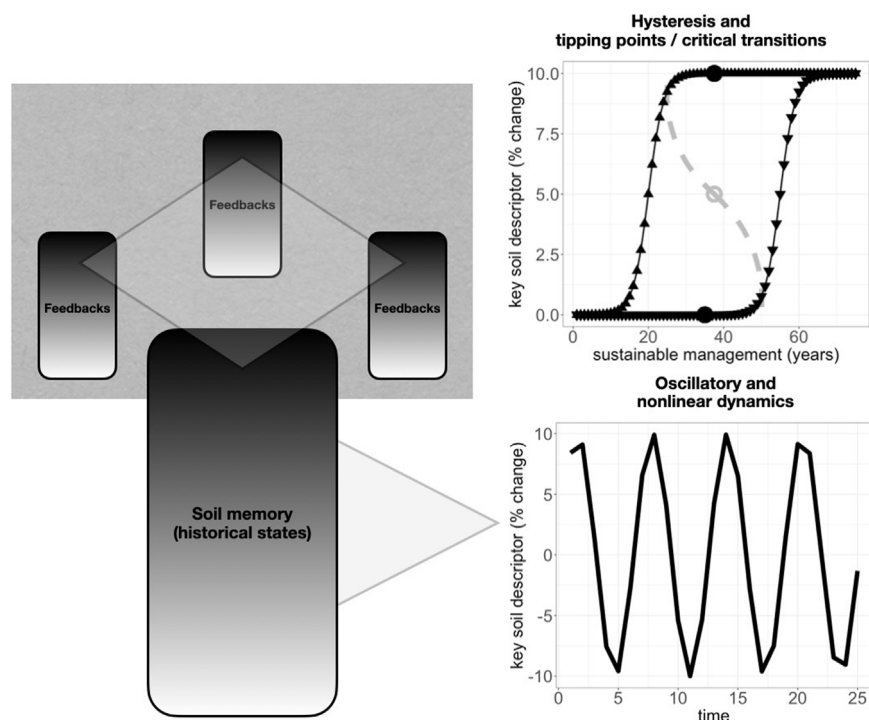 Feedbacks
Feedbacks
Feedbacks
Soil memory
(historical states)
Hysteresis and
tipping points / critical transitions
key soil descriptor (% change)
10.0
7.5
5.0
2.5
0.0
0
20
40
60
sustainable management (years)
Oscillatory and
nonlinear dynamics
key soil descriptor (% change)
10
5
0
-5
-10
0
5
10
15
20
25
time